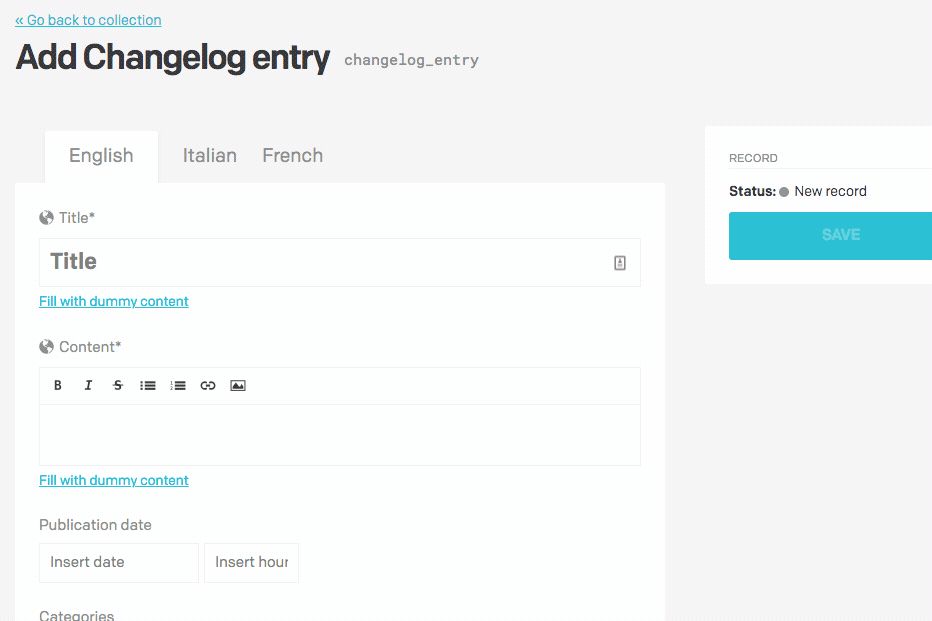 « Go back to collection
Add Changelog entry changelog_entry
English Italian French
Title*
Title
Fill with dummy content
Content*
B I S
Fill with dummy content
Publication date
Insert date Insert hour
Categories
RECORD
Status: New record
SAVE